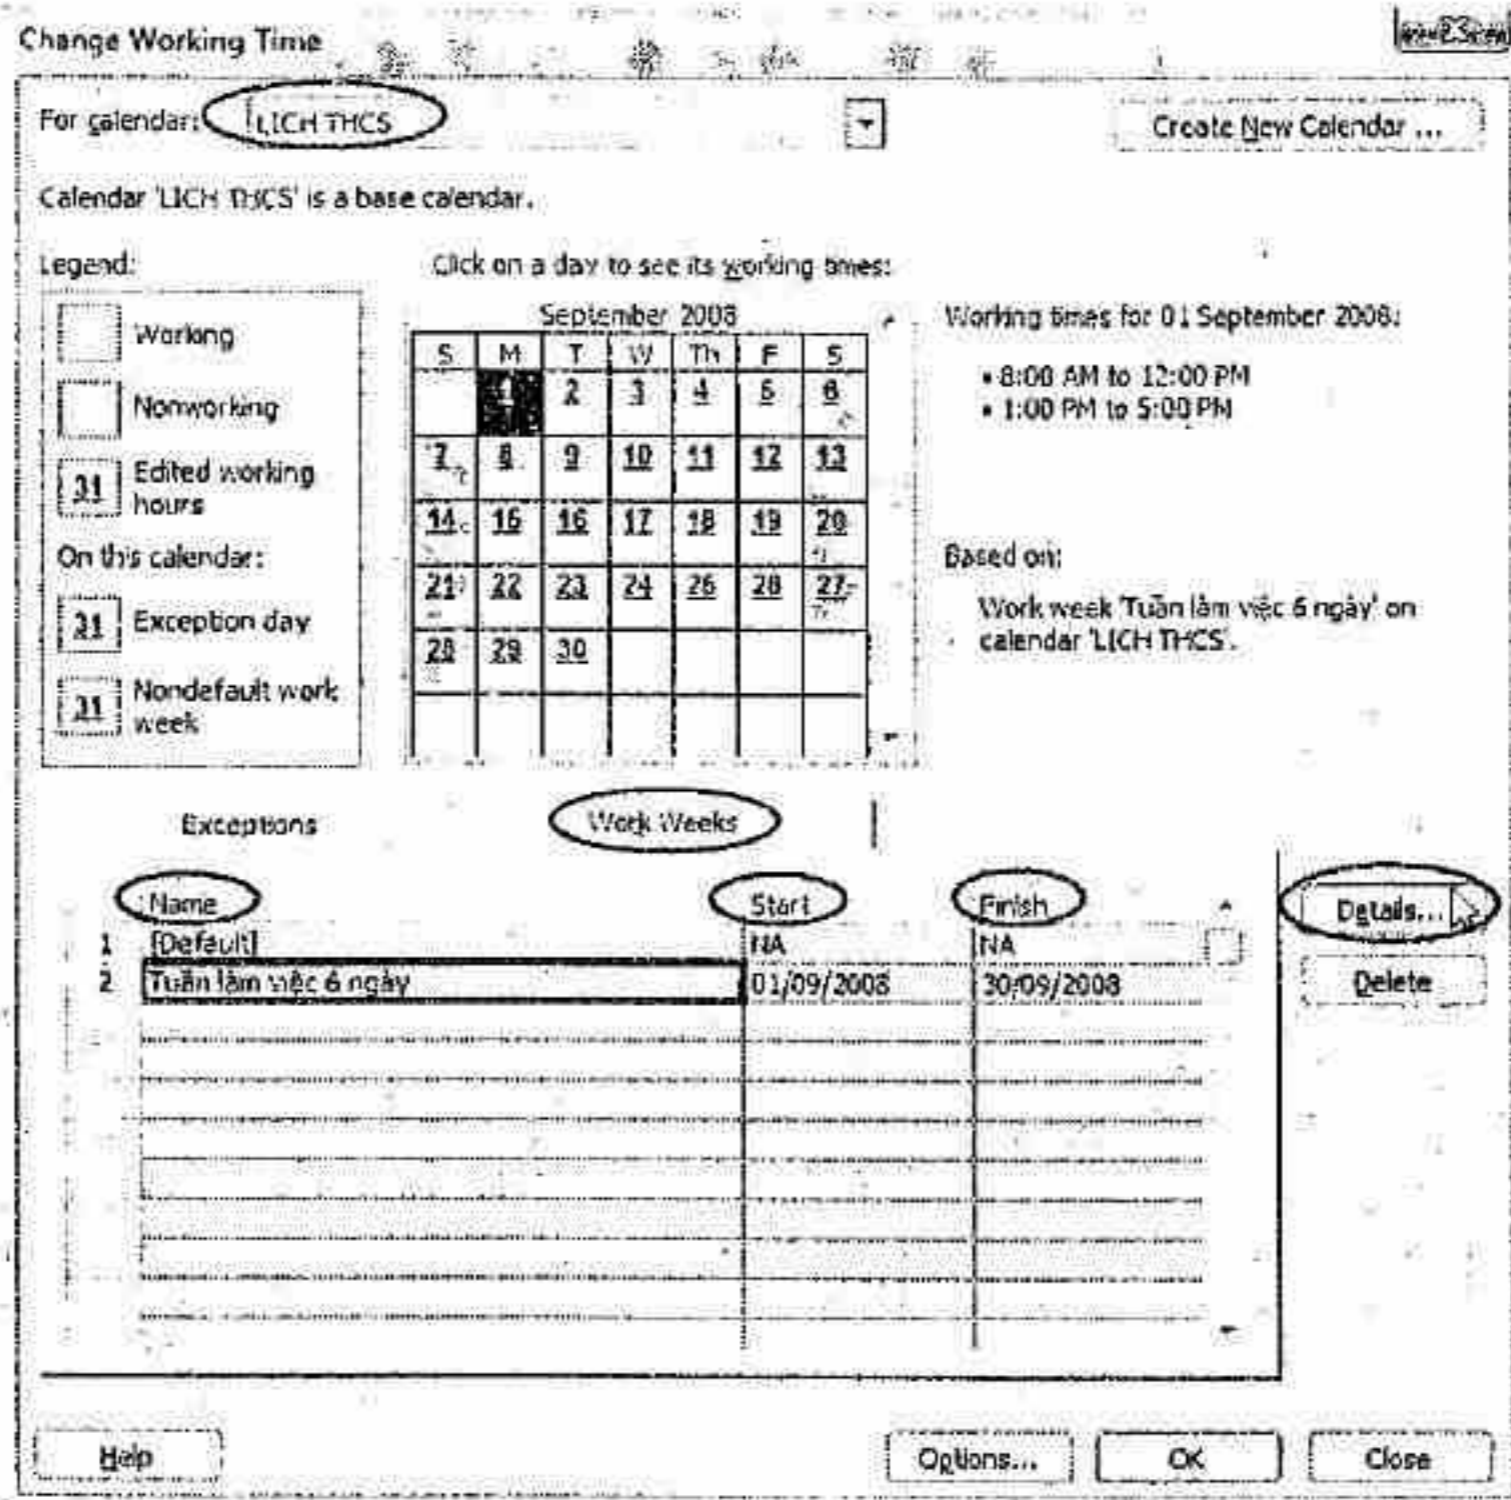 Change Working Time
For calendar: LICH THCS
Create New Calendar ...
Calendar 'LICH THCS' is a base calendar.
Legend:
Working
Nonworking
31 Edited working
hours
On this calendar:
31 Exception day
31 Nondefault work
week
Click on a day to see its working times:
September 2008
S M T W Th F S
1 2 3 4 5 6
7 8 9 10 11 12 13
14 15 16 17 18 19 20
21 22 23 24 25 26 27
28 29 30
Working times for 01 September 2008:
• 8:00 AM to 12:00 PM
• 1:00 PM to 5:00 PM
Based on:
Work week 'Tuần làm việc 6 ngày' on
calendar 'LICH THCS'.
Exceptions Work Weeks
Name Start Finish
1 [Default] NA NA
2 Tuần làm việc 6 ngày 01/09/2008 30/09/2008
Details...
Delete
Help Options... OK Close